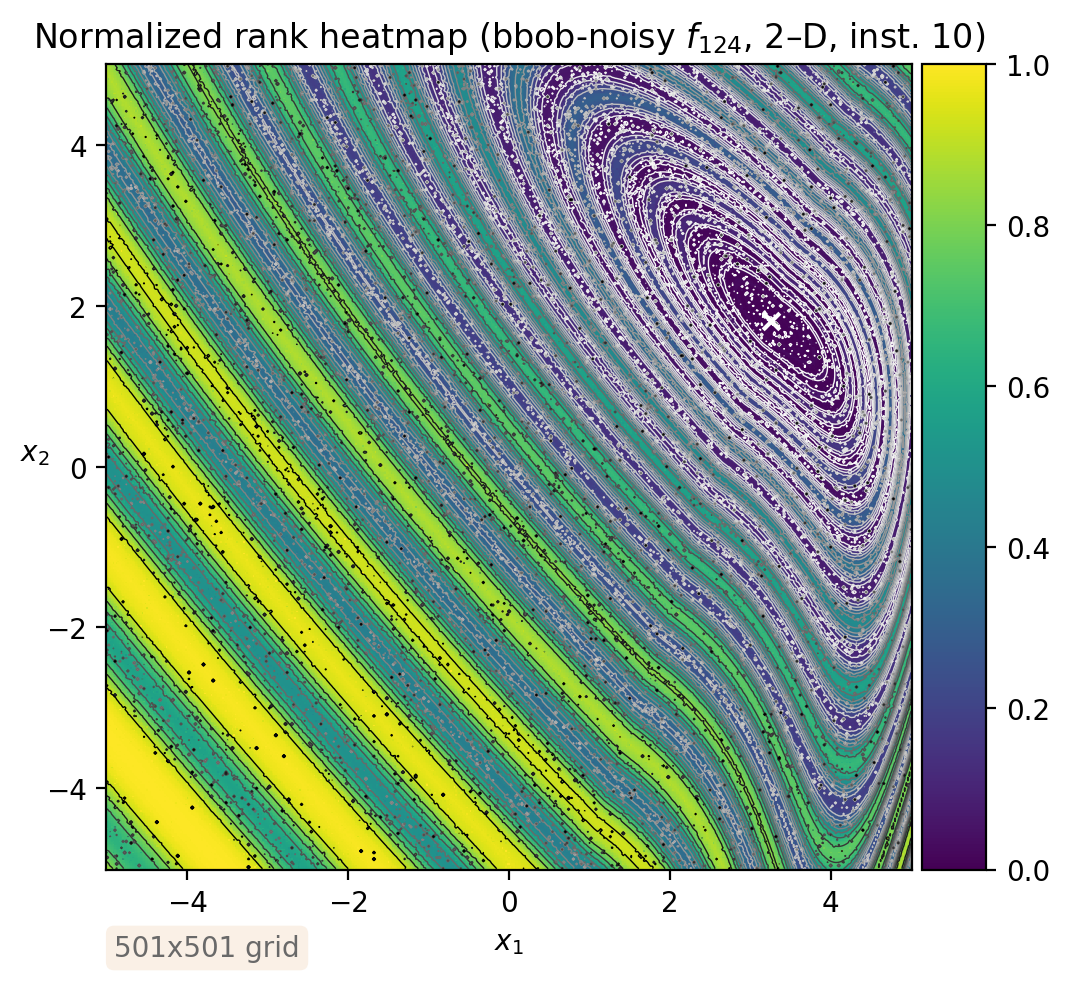 Normalized rank heatmap (bbob-noisy f₁₂₄, 2–D, inst. 10)
1.0
0.8
0.6
0.4
0.2
0.0
4
2
0
−2
−4
x₂
−4 −2 0 2 4
x₁
501x501 grid